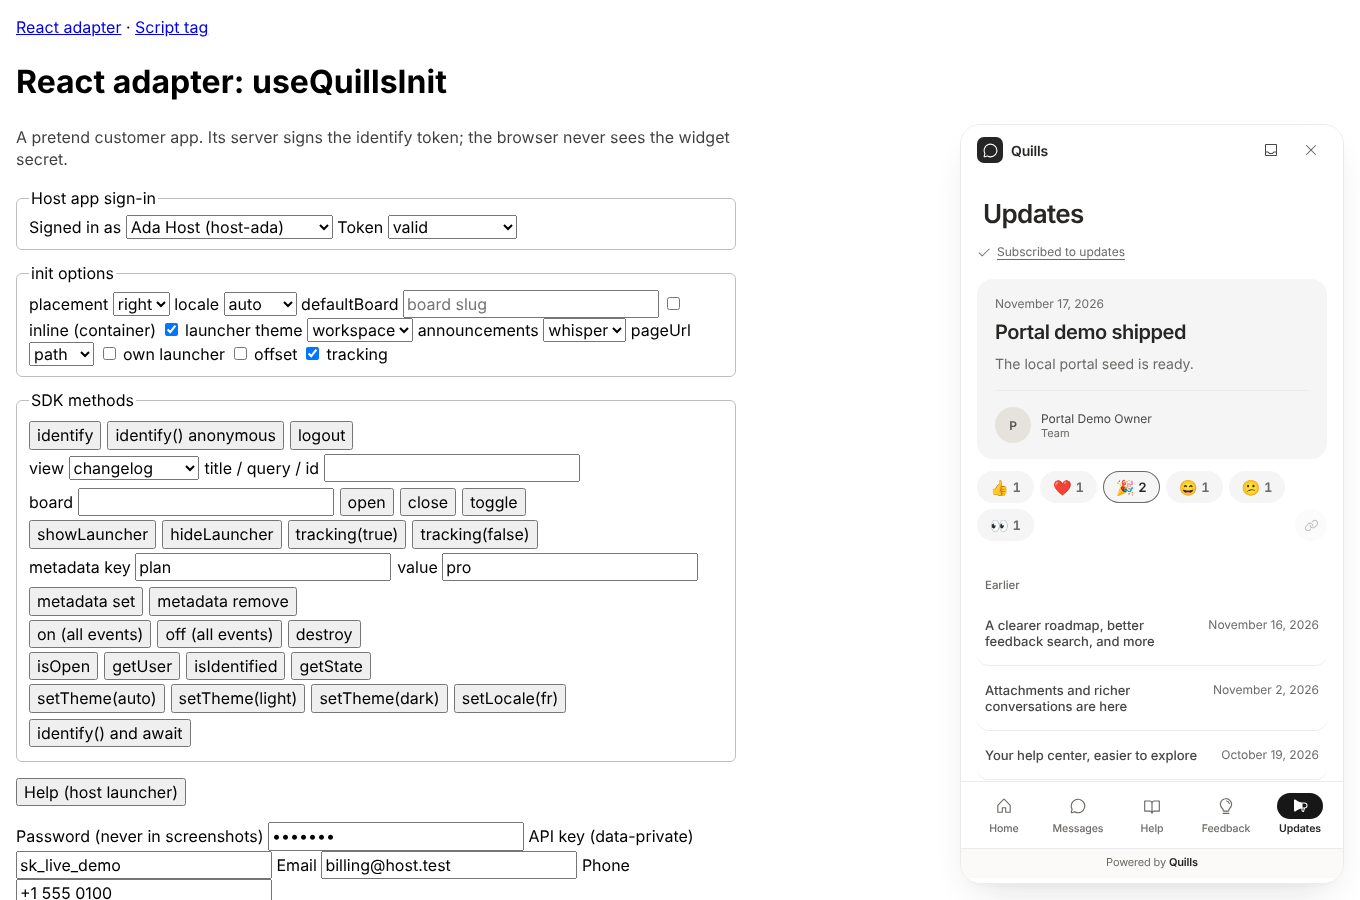 React adapter · Script tag
React adapter: useQuillsInit
A pretend customer app. Its server signs the identify token; the browser never sees the widget
secret.
Host app sign-in
Signed in as Ada Host (host-ada) Token valid
init options
placement right locale auto defaultBoard board slug
inline (container) launcher theme workspace announcements whisper pageUrl
path own launcher offset tracking
SDK methods
identify identify() anonymous logout
view changelog title / query / id
board open close toggle
showLauncher hideLauncher tracking(true) tracking(false)
metadata key plan value pro
metadata set metadata remove
on (all events) off (all events) destroy
isOpen getUser isIdentified getState
setTheme(auto) setTheme(light) setTheme(dark) setLocale(fr)
identify() and await
Help (host launcher)
Password (never in screenshots) ••••••• API key (data-private)
sk_live_demo Email billing@host.test Phone
+1 555 0100
Quills
Updates
Subscribed to updates
November 17, 2026
Portal demo shipped
The local portal seed is ready.
P Portal Demo Owner
Team
👍 1 ❤️ 1 🎉 2 😄 1 😕 1
👀 1
Earlier
A clearer roadmap, better November 16, 2026
feedback search, and more
Attachments and richer November 2, 2026
conversations are here
Your help center, easier to explore October 19, 2026
Home Messages Help Feedback Updates
Powered by Quills